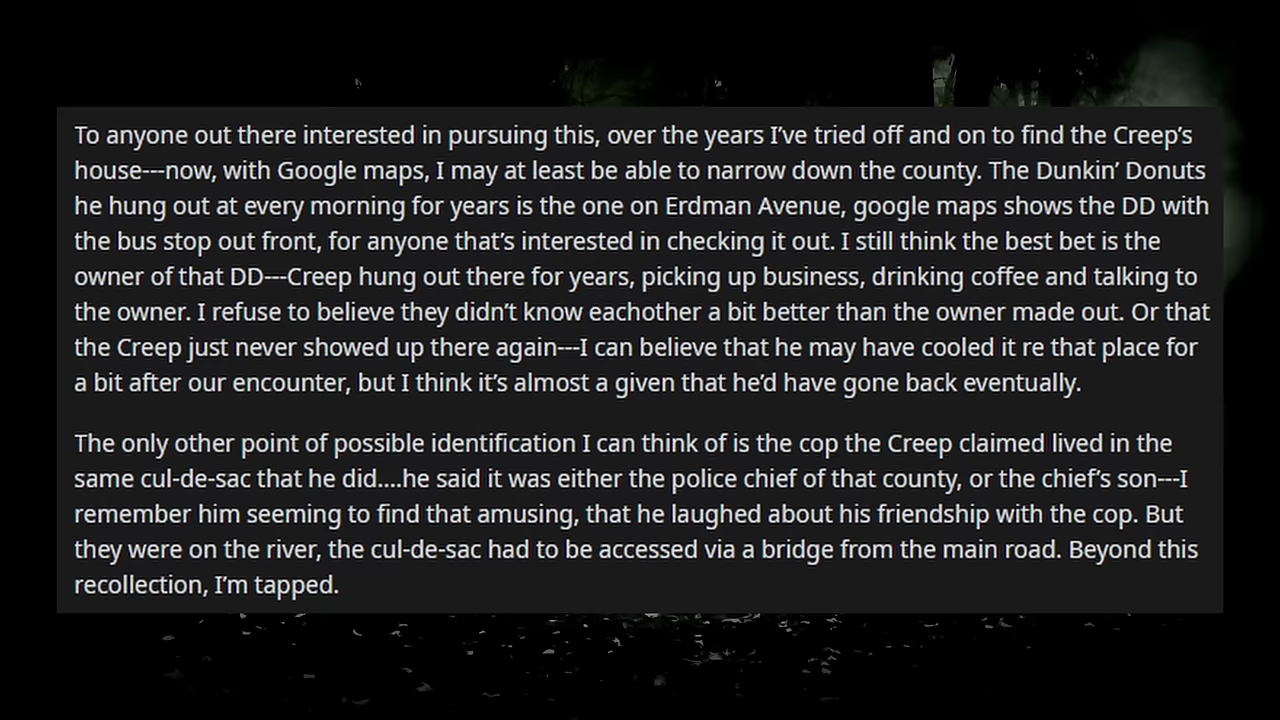 To anyone out there interested in pursuing this, over the years I’ve tried off and on to find the Creep’s
house---now, with Google maps, I may at least be able to narrow down the county. The Dunkin’ Donuts
he hung out at every morning for years is the one on Erdman Avenue, google maps shows the DD with
the bus stop out front, for anyone that’s interested in checking it out. I still think the best bet is the
owner of that DD---Creep hung out there for years, picking up business, drinking coffee and talking to
the owner. I refuse to believe they didn’t know eachother a bit better than the owner made out. Or that
the Creep just never showed up there again---I can believe that he may have cooled it re that place for
a bit after our encounter, but I think it’s almost a given that he’d have gone back eventually.
The only other point of possible identification I can think of is the cop the Creep claimed lived in the
same cul-de-sac that he did....he said it was either the police chief of that county, or the chief’s son---I
remember him seeming to find that amusing, that he laughed about his friendship with the cop. But
they were on the river, the cul-de-sac had to be accessed via a bridge from the main road. Beyond this
recollection, I’m tapped.